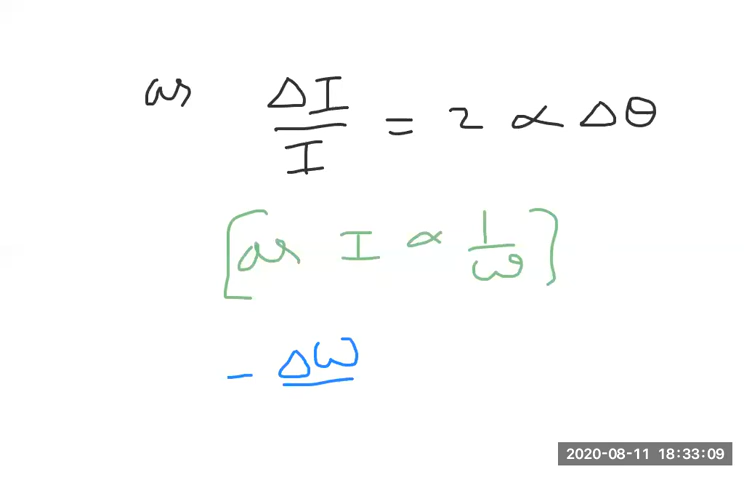 as ΔI/I = 2 α Δθ
[as I ∝ 1/ω]
- Δω
2020-08-11 18:33:09